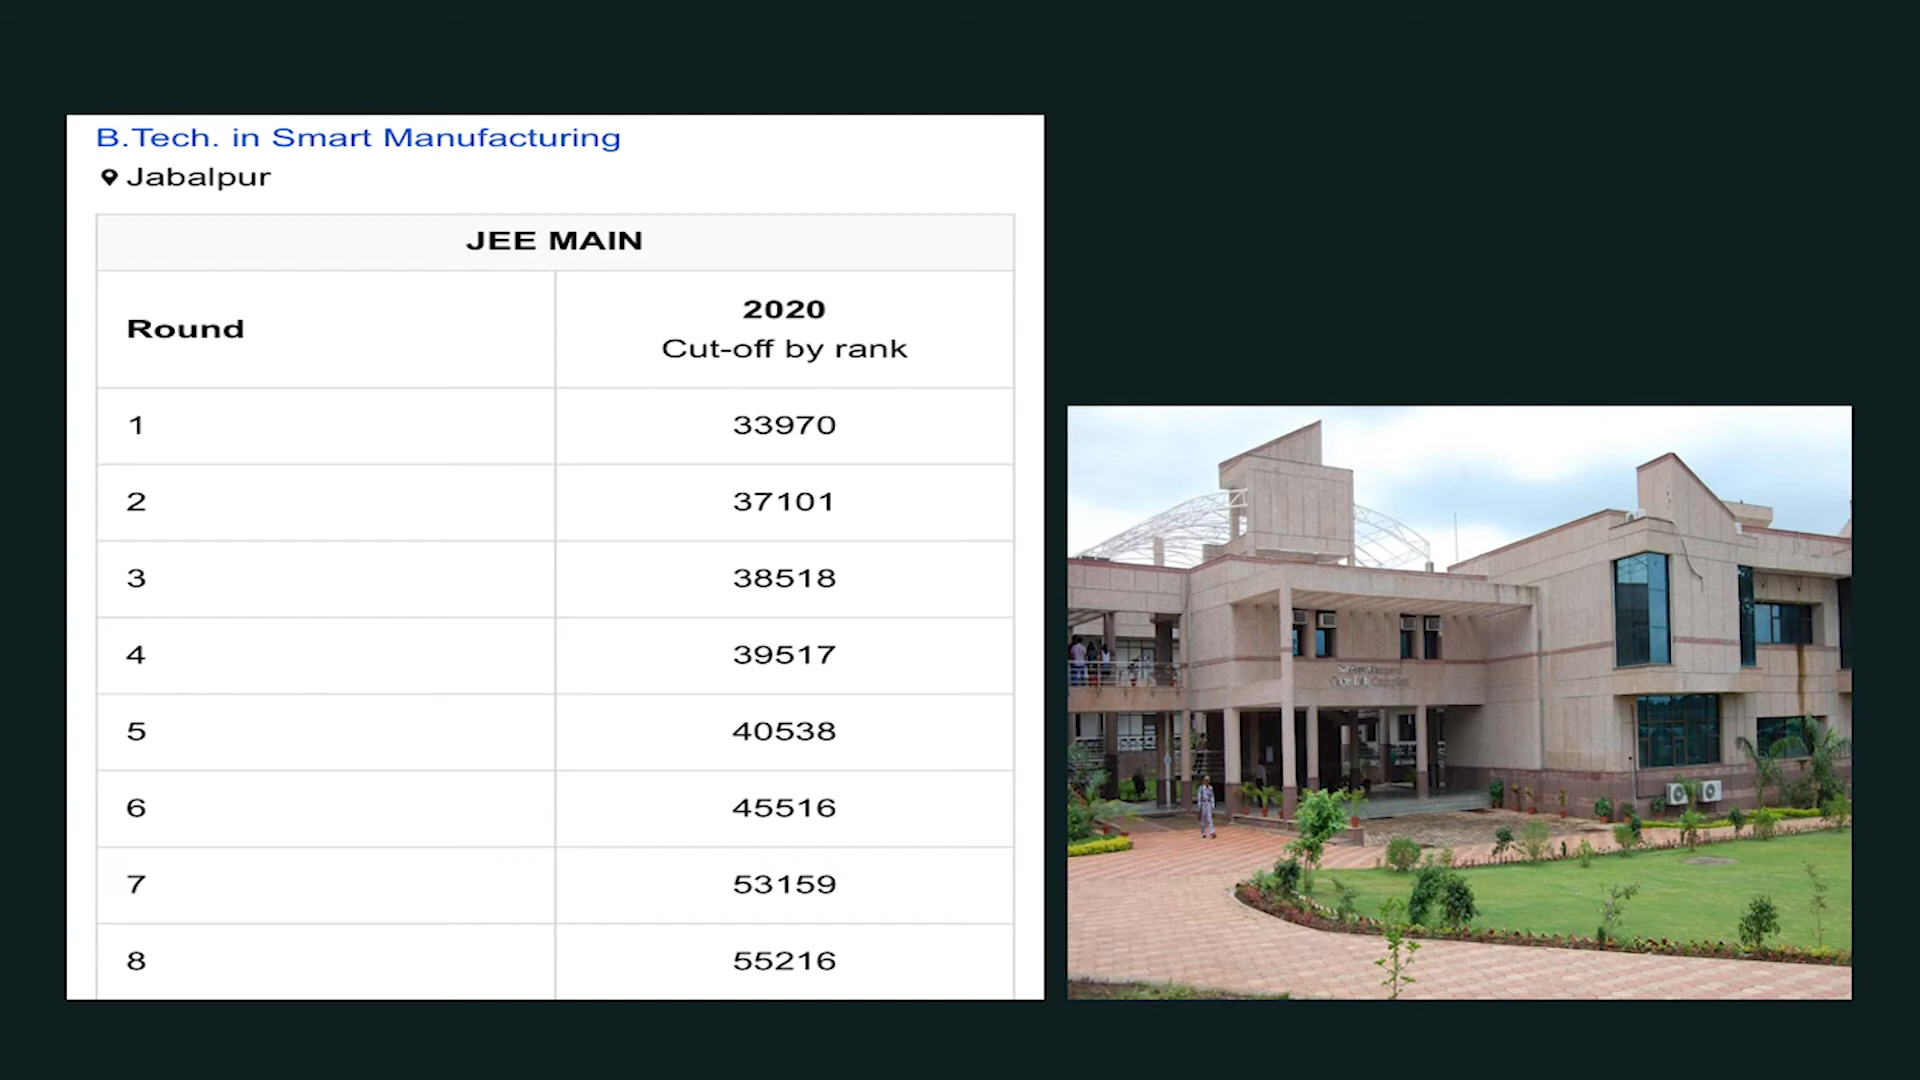 B.Tech. in Smart Manufacturing
Jabalpur
JEE MAIN
Round
2020
Cut-off by rank
1 33970
2 37101
3 38518
4 39517
5 40538
6 45516
7 53159
8 55216